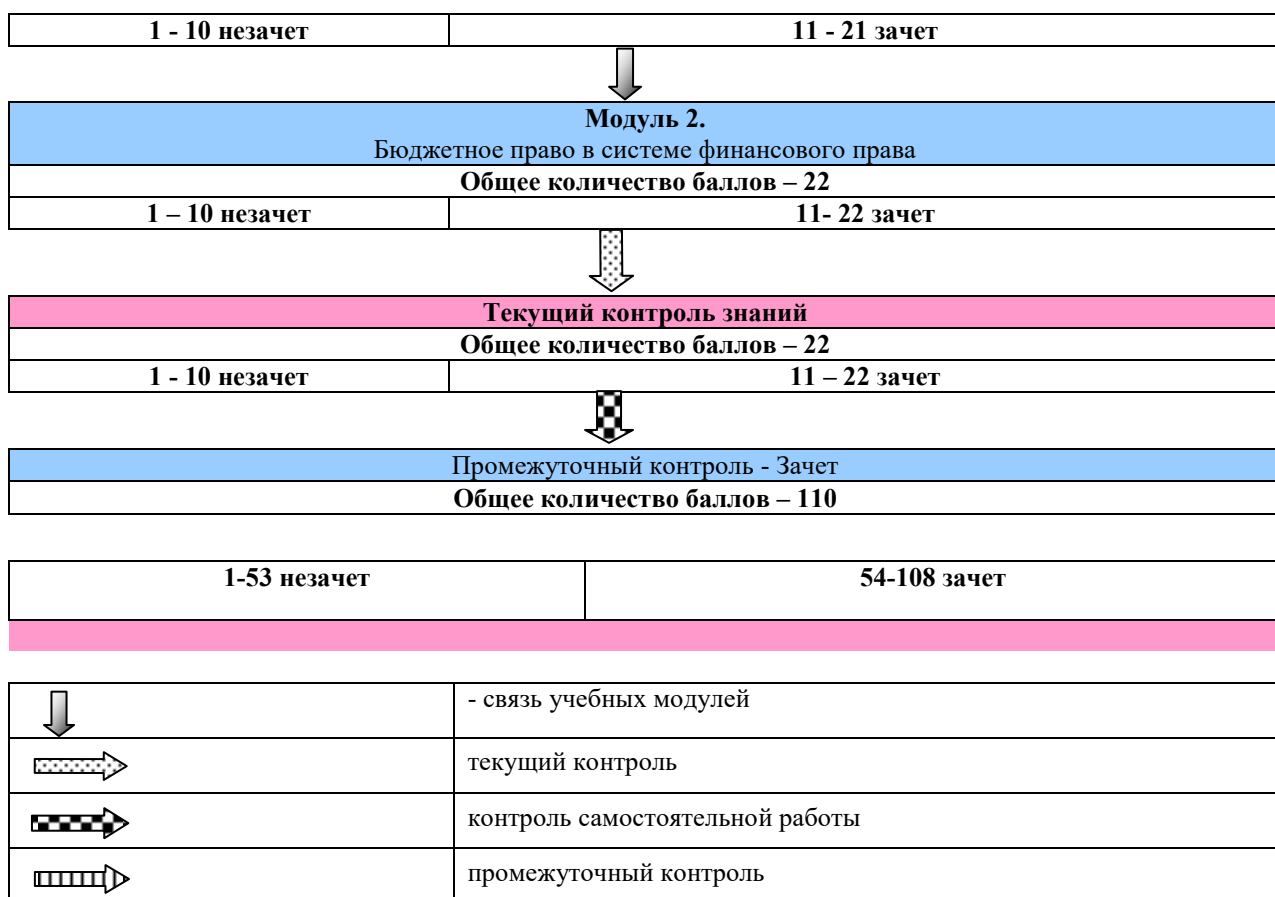 1 - 10 незачет 11 - 21 зачет
Модуль 2.
Бюджетное право в системе финансового права
Общее количество баллов – 22
1 – 10 незачет 11- 22 зачет
Текущий контроль знаний
Общее количество баллов – 22
1 - 10 незачет 11 – 22 зачет
Промежуточный контроль - Зачет
Общее количество баллов – 110
1-53 незачет 54-108 зачет
- связь учебных модулей
текущий контроль
контроль самостоятельной работы
промежуточный контроль